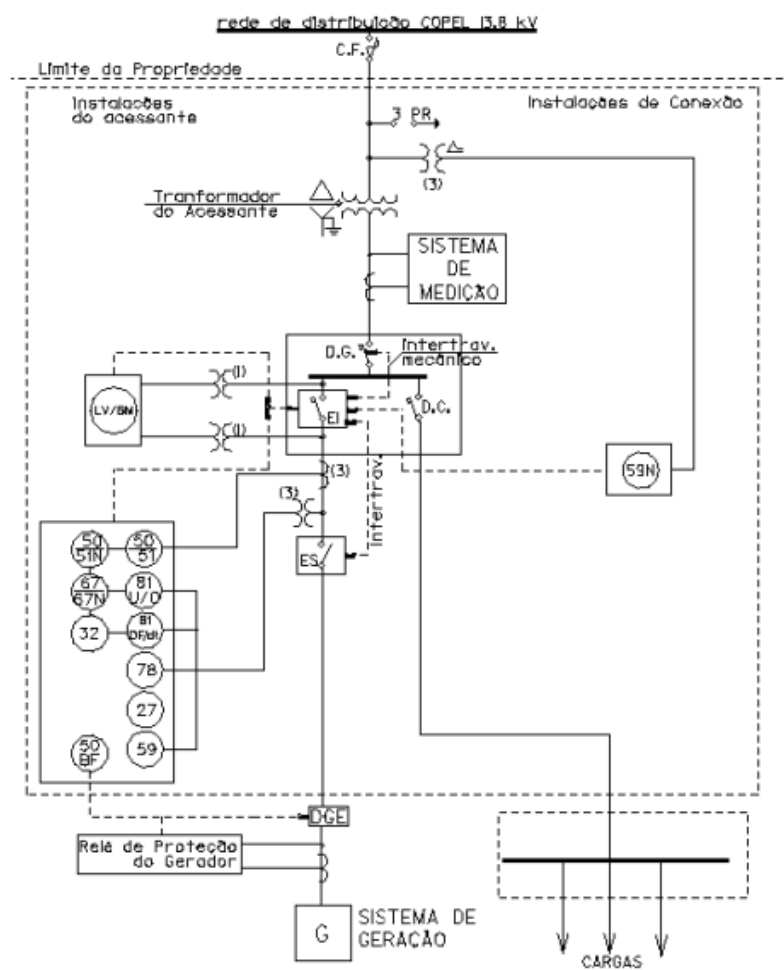 rede de distribuição COPEL 13.8 kV
C.F.
Limite da Propriedade
Instalações
do acessante
Instalações de Conexão
3 PR
(3)
Tranformador
do Acessante
SISTEMA
DE
MEDIÇÃO
D.G.
Intertrav.
mecânico
(1)
LV/BM
EI
D.C.
(1)
59N
(3)
(3)
Intertrav.
50
51N
50
51
ES
67
67N
81
U/O
32
81
DF/dt
78
27
50
BF
59
DGE
Relé de Proteção
do Gerador
G
SISTEMA DE
GERAÇÃO
CARGAS